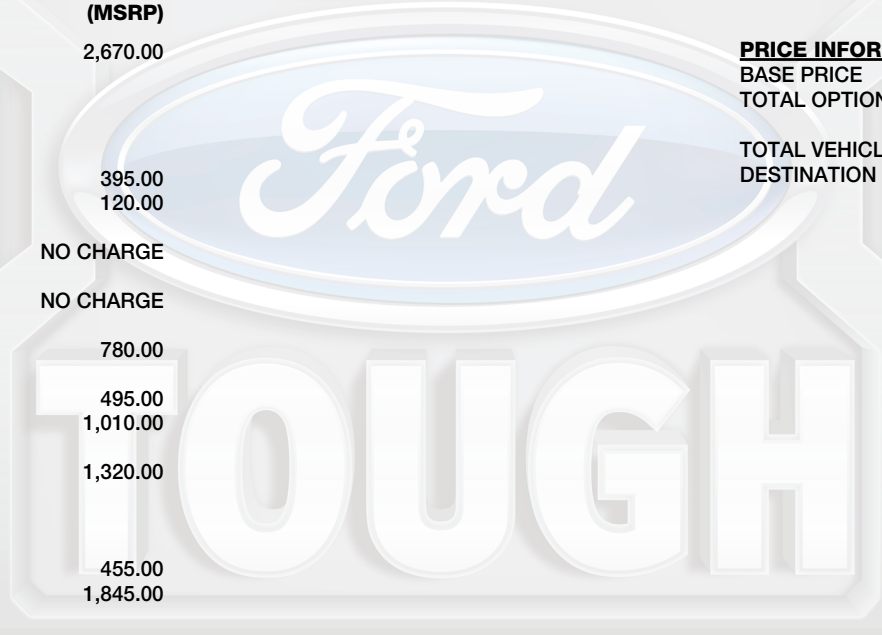 (MSRP)
2,670.00
395.00
120.00
NO CHARGE
NO CHARGE
780.00
495.00
1,010.00
1,320.00
455.00
1,845.00
PRICE INFOR
BASE PRICE
TOTAL OPTION
TOTAL VEHICL
DESTINATION
Ford
TOUGH